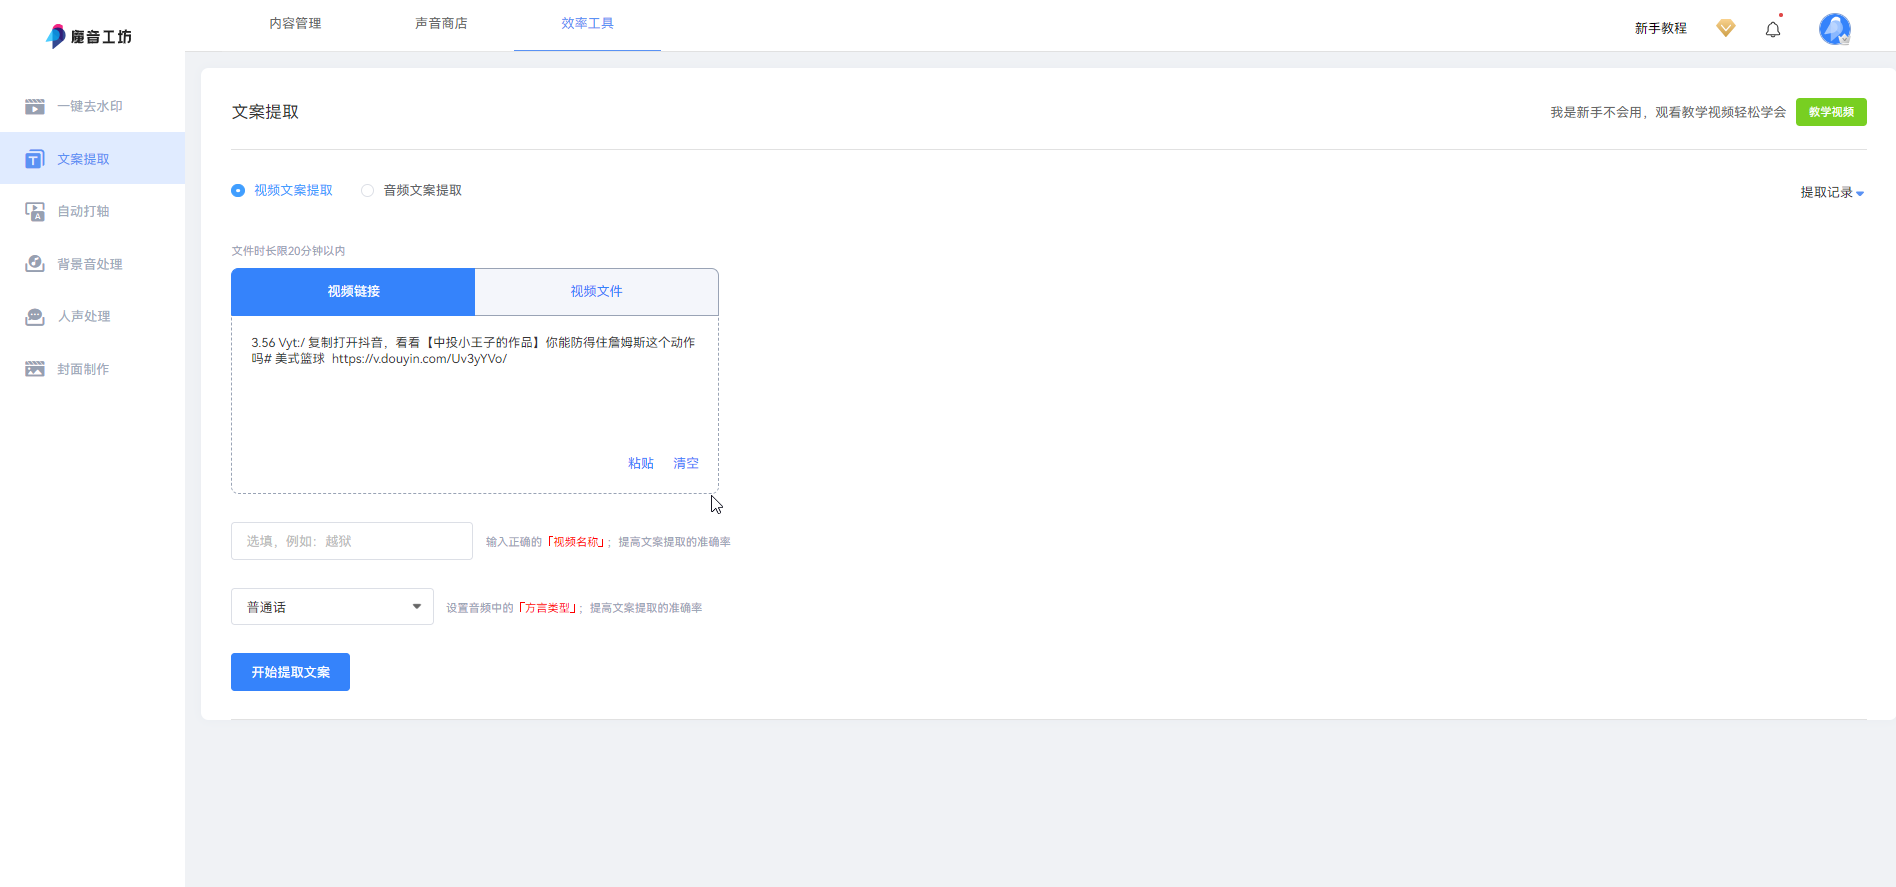 魔音工坊
内容管理
声音商店
效率工具
新手教程
一键去水印
文案提取
自动打轴
背景音处理
人声处理
封面制作
文案提取
我是新手不会用，观看教学视频轻松学会
教学视频
视频文案提取
音频文案提取
提取记录
文件时长限20分钟以内
视频链接
视频文件
3.56 Vyt:/ 复制打开抖音，看看【中投小王子的作品】你能防得住詹姆斯这个动作
吗# 美式篮球  https://v.douyin.com/Uv3yYVo/
粘贴
清空
选填，例如：越狱
输入正确的「视频名称」；提高文案提取的准确率
普通话
设置音频中的「方言类型」；提高文案提取的准确率
开始提取文案